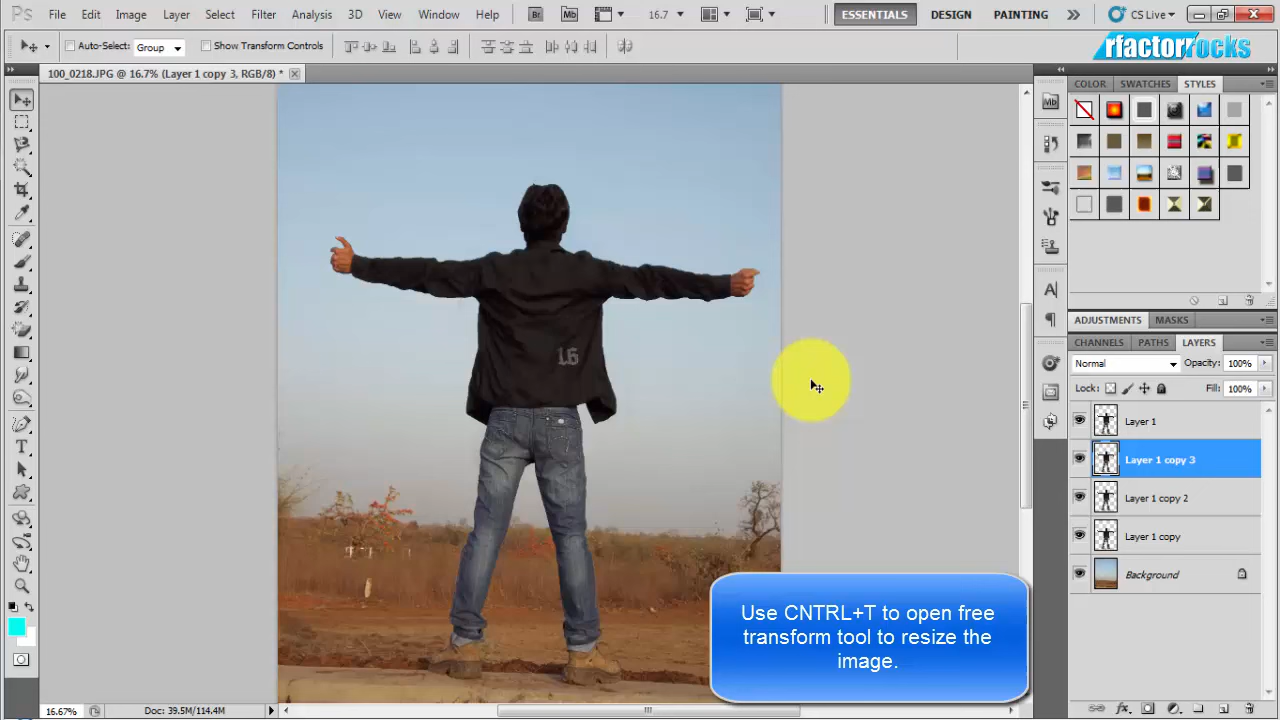 Ps File Edit Image Layer Select Filter Analysis 3D View Window Help Br Mb 16.7 ESSENTIALS DESIGN PAINTING CS Live
Auto-Select: Group Show Transform Controls rfactorrocks
100_0218.JPG @ 16.7% (Layer 1 copy 3, RGB/8) *
COLOR SWATCHES STYLES
Mb
16
ADJUSTMENTS MASKS
CHANNELS PATHS LAYERS
Normal Opacity: 100%
Lock: Fill: 100%
Layer 1
Layer 1 copy 3
Layer 1 copy 2
Layer 1 copy
Background
Use CNTRL+T to open free
transform tool to resize the
image.
16.67% Doc: 39.5M/114.4M